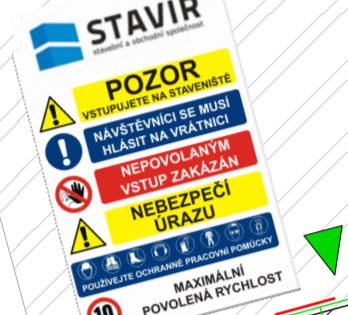 STAVIR
stavební a obchodní společnost
POZOR
VSTUPUJETE NA STAVENIŠTĚ
NÁVŠTĚVNÍCI SE MUSÍ
HLÁSIT NA VRÁTNICI
NEPOVOLANÝM
VSTUP ZAKÁZÁN
NEBEZPEČÍ
ÚRAZU
POUŽÍVEJTE OCHRANNÉ PRACOVNÍ POMŮCKY
10
MAXIMÁLNÍ
POVOLENÁ RYCHLOST